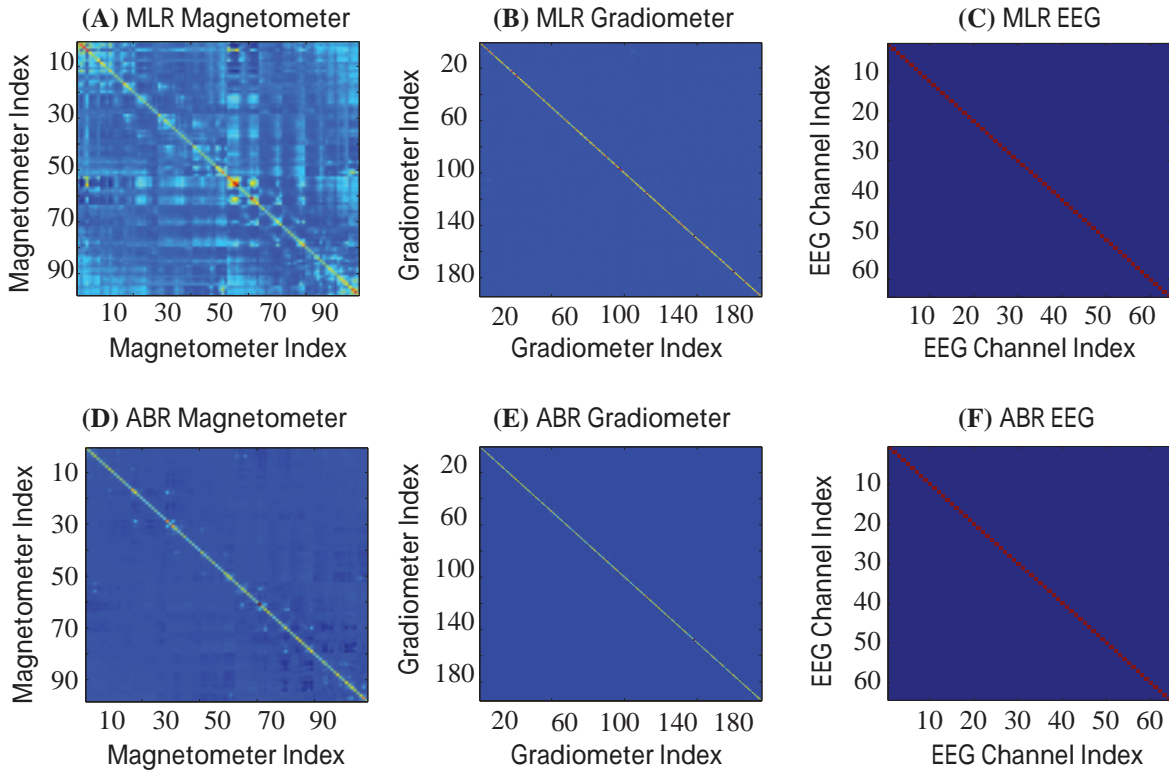 (A) MLR Magnetometer
(B) MLR Gradiometer
(C) MLR EEG
Magnetometer Index
10
30
50
70
90
10 30 50 70 90
Magnetometer Index
Gradiometer Index
20
60
100
140
180
20 60 100 140 180
Gradiometer Index
EEG Channel Index
10
20
30
40
50
60
10 20 30 40 50 60
EEG Channel Index
(D) ABR Magnetometer
(E) ABR Gradiometer
(F) ABR EEG
Magnetometer Index
10
30
50
70
90
10 30 50 70 90
Magnetometer Index
Gradiometer Index
20
60
100
140
180
20 60 100 140 180
Gradiometer Index
EEG Channel Index
10
20
30
40
50
60
10 20 30 40 50 60
EEG Channel Index